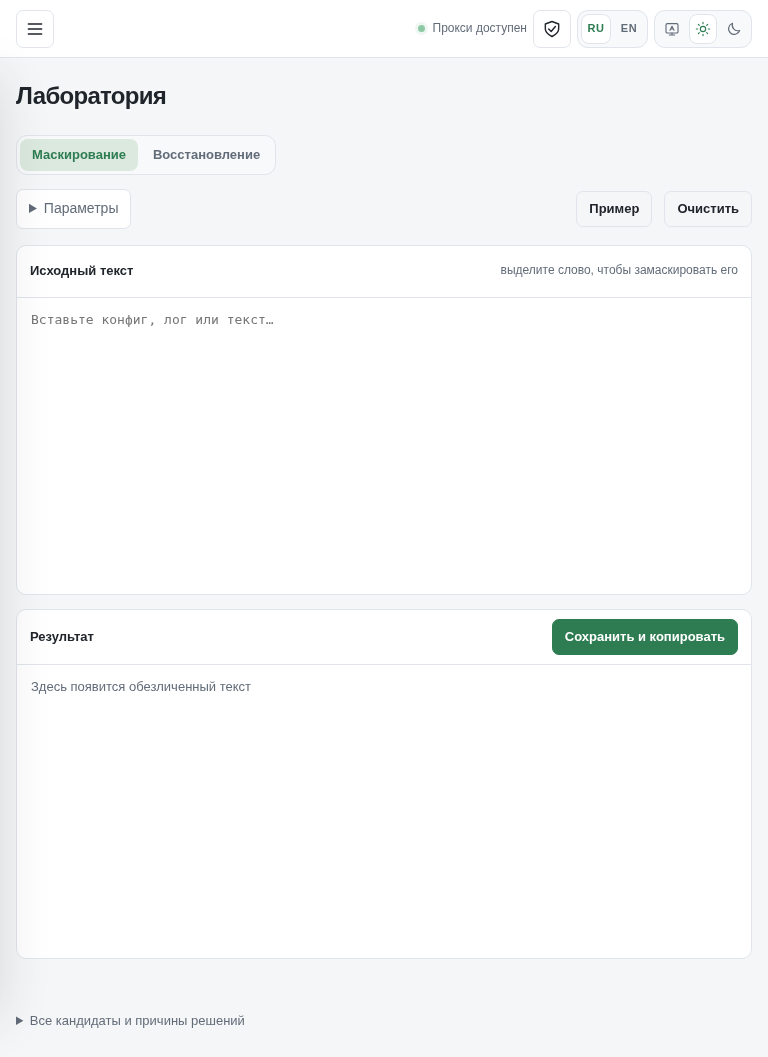 Прокси доступен
RU EN
Лаборатория
Маскирование Восстановление
Параметры Пример Очистить
Исходный текст выделите слово, чтобы замаскировать его
Вставьте конфиг, лог или текст…
Результат Сохранить и копировать
Здесь появится обезличенный текст
Все кандидаты и причины решений